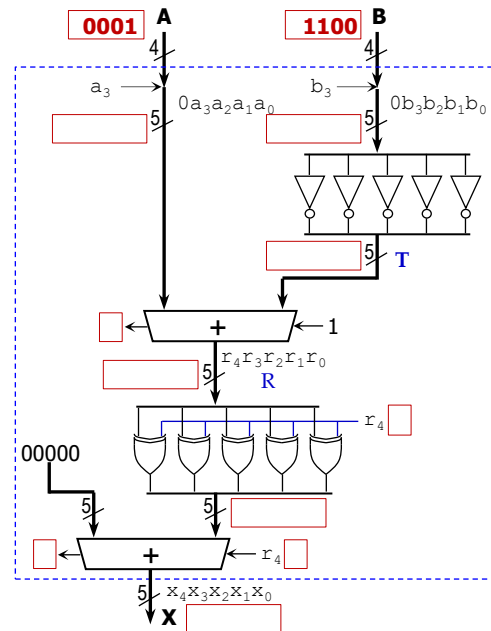 A B
0001 1100
4 4
a3 b3
0a3a2a1a0 0b3b2b1b0
5 5
5 T
+ 1
r4r3r2r1r0
5 R
r4
00000
5 5
+ r4
5 x4x3x2x1x0
X